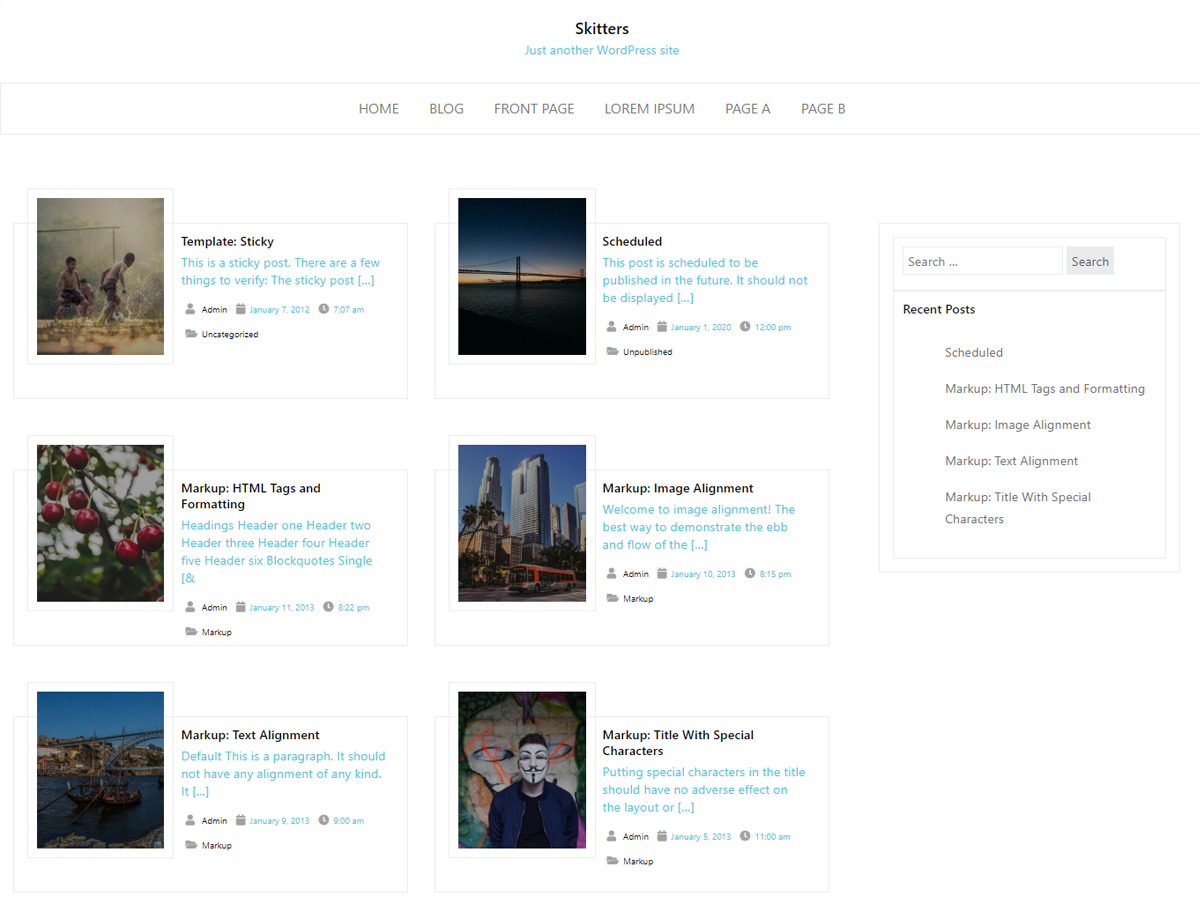 Skitters
Just another WordPress site
HOME BLOG FRONT PAGE LOREM IPSUM PAGE A PAGE B
Template: Sticky
This is a sticky post. There are a few
things to verify: The sticky post [...]
Admin January 7, 2012 7:07 am
Uncategorized
Scheduled
This post is scheduled to be
published in the future. It should not
be displayed [...]
Admin January 1, 2020 12:00 pm
Unpublished
Markup: HTML Tags and
Formatting
Headings Header one Header two
Header three Header four Header
five Header six Blockquotes Single
[&
Admin January 11, 2013 8:22 pm
Markup
Markup: Image Alignment
Welcome to image alignment! The
best way to demonstrate the ebb
and flow of the [...]
Admin January 10, 2013 8:15 pm
Markup
Markup: Text Alignment
Default This is a paragraph. It should
not have any alignment of any kind.
It [...]
Admin January 9, 2013 9:00 am
Markup
Markup: Title With Special
Characters
Putting special characters in the title
should have no adverse effect on
the layout or [...]
Admin January 5, 2013 11:00 am
Markup
Search ... Search
Recent Posts
Scheduled
Markup: HTML Tags and Formatting
Markup: Image Alignment
Markup: Text Alignment
Markup: Title With Special
Characters